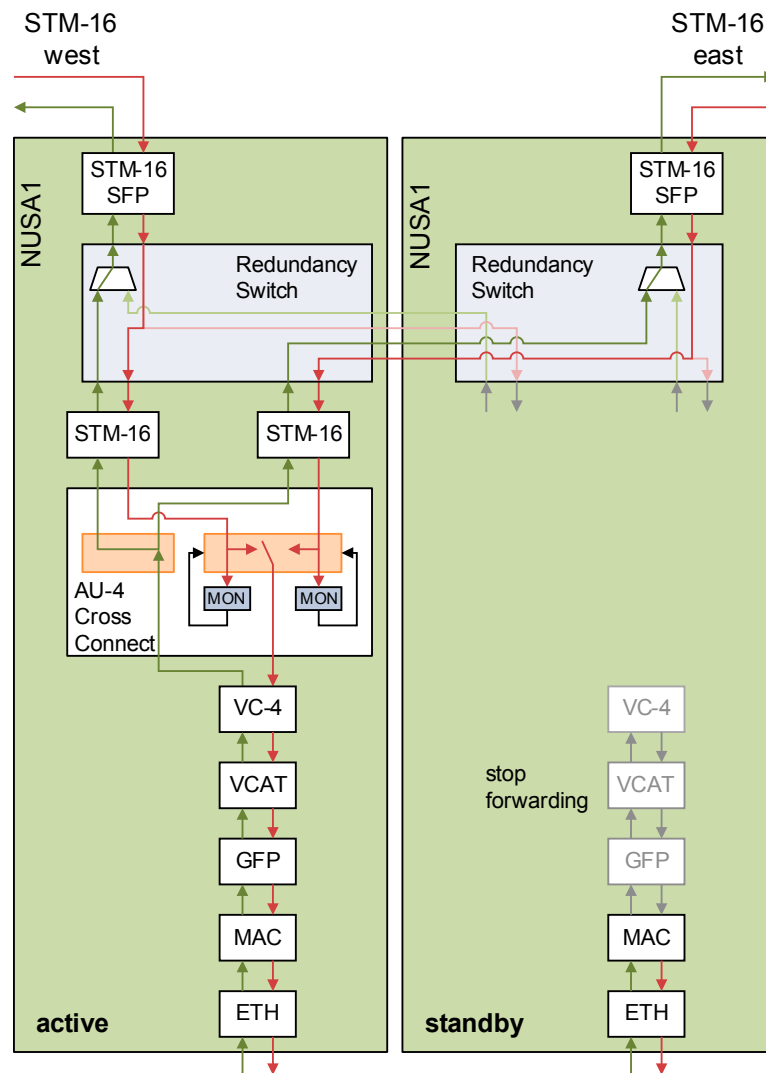 STM-16
west
STM-16
east
NUSA1
STM-16
SFP
Redundancy
Switch
STM-16
STM-16
AU-4
Cross
Connect
MON
MON
VC-4
VCAT
GFP
MAC
ETH
active
NUSA1
STM-16
SFP
Redundancy
Switch
stop
forwarding
VC-4
VCAT
GFP
MAC
ETH
standby